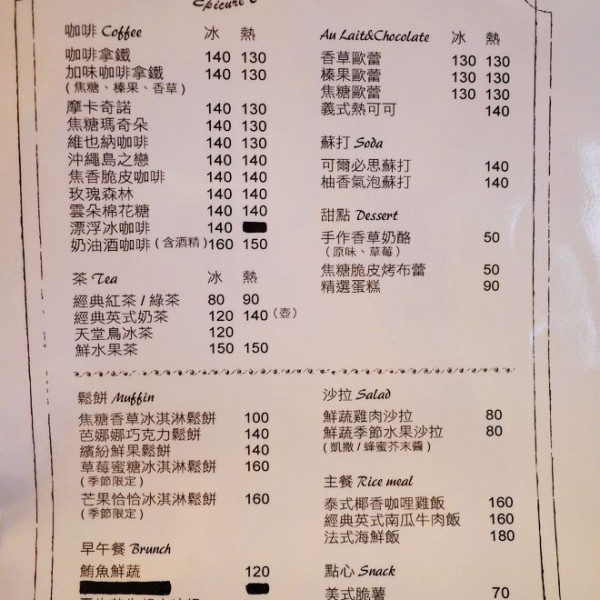 Epicure
咖啡 Coffee 冰 熱
咖啡拿鐵 140 130
加味咖啡拿鐵 140 130
(焦糖、榛果、香草)
摩卡奇諾 140 130
焦糖瑪奇朵 140 130
維也納咖啡 140 130
沖繩島之戀 140 140
焦香脆皮咖啡 140 140
玫瑰森林 140 140
雲朵棉花糖 140 140
漂浮冰咖啡 140
奶油酒咖啡(含酒精) 160 150
茶 Tea 冰 熱
經典紅茶/綠茶 80 90
經典英式奶茶 120 140(壺)
天堂鳥冰茶 120
鮮水果茶 150 150
Au Lait&Chocolate 冰 熱
香草歐蕾 130 130
榛果歐蕾 130 130
焦糖歐蕾 130 130
義式熱可可 140
蘇打 Soda
可爾必思蘇打 140
柚香氣泡蘇打 140
甜點 Dessert
手作香草奶酪 50
(原味、草莓)
焦糖脆皮烤布蕾 50
精選蛋糕 90
鬆餅 Muffin
焦糖香草冰淇淋鬆餅 100
芭娜娜巧克力鬆餅 140
繽紛鮮果鬆餅 140
草莓蜜糖冰淇淋鬆餅 160
(季節限定)
芒果恰恰冰淇淋鬆餅 160
(季節限定)
早午餐 Brunch
鮪魚鮮蔬 120
沙拉 Salad
鮮蔬雞肉沙拉 80
鮮蔬季節水果沙拉 80
(凱撒/蜂蜜芥末醬)
主餐 Rice meal
泰式椰香咖哩雞飯 160
經典英式南瓜牛肉飯 160
法式海鮮飯 180
點心 Snack
美式脆薯 70